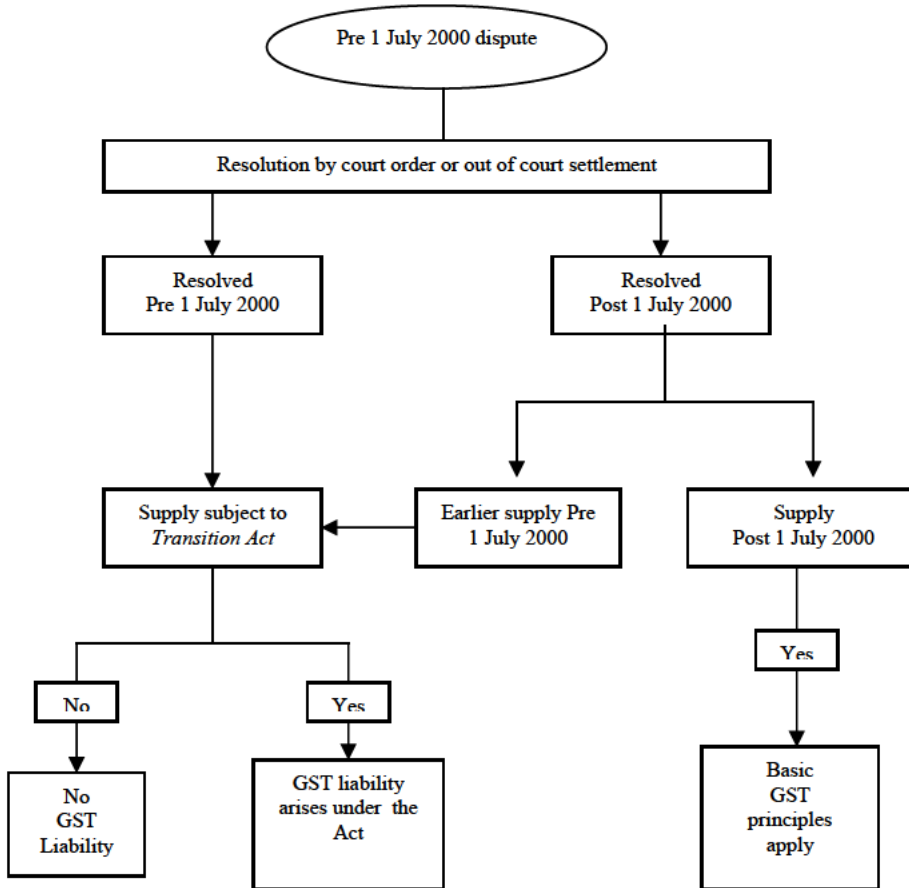 Pre 1 July 2000 dispute
Resolution by court order or out of court settlement
Resolved
Pre 1 July 2000
Resolved
Post 1 July 2000
Supply subject to
Transition Act
Earlier supply Pre
1 July 2000
Supply
Post 1 July 2000
Yes
No
Yes
No
GST
Liability
GST liability
arises under the
Act
Basic
GST
principles
apply